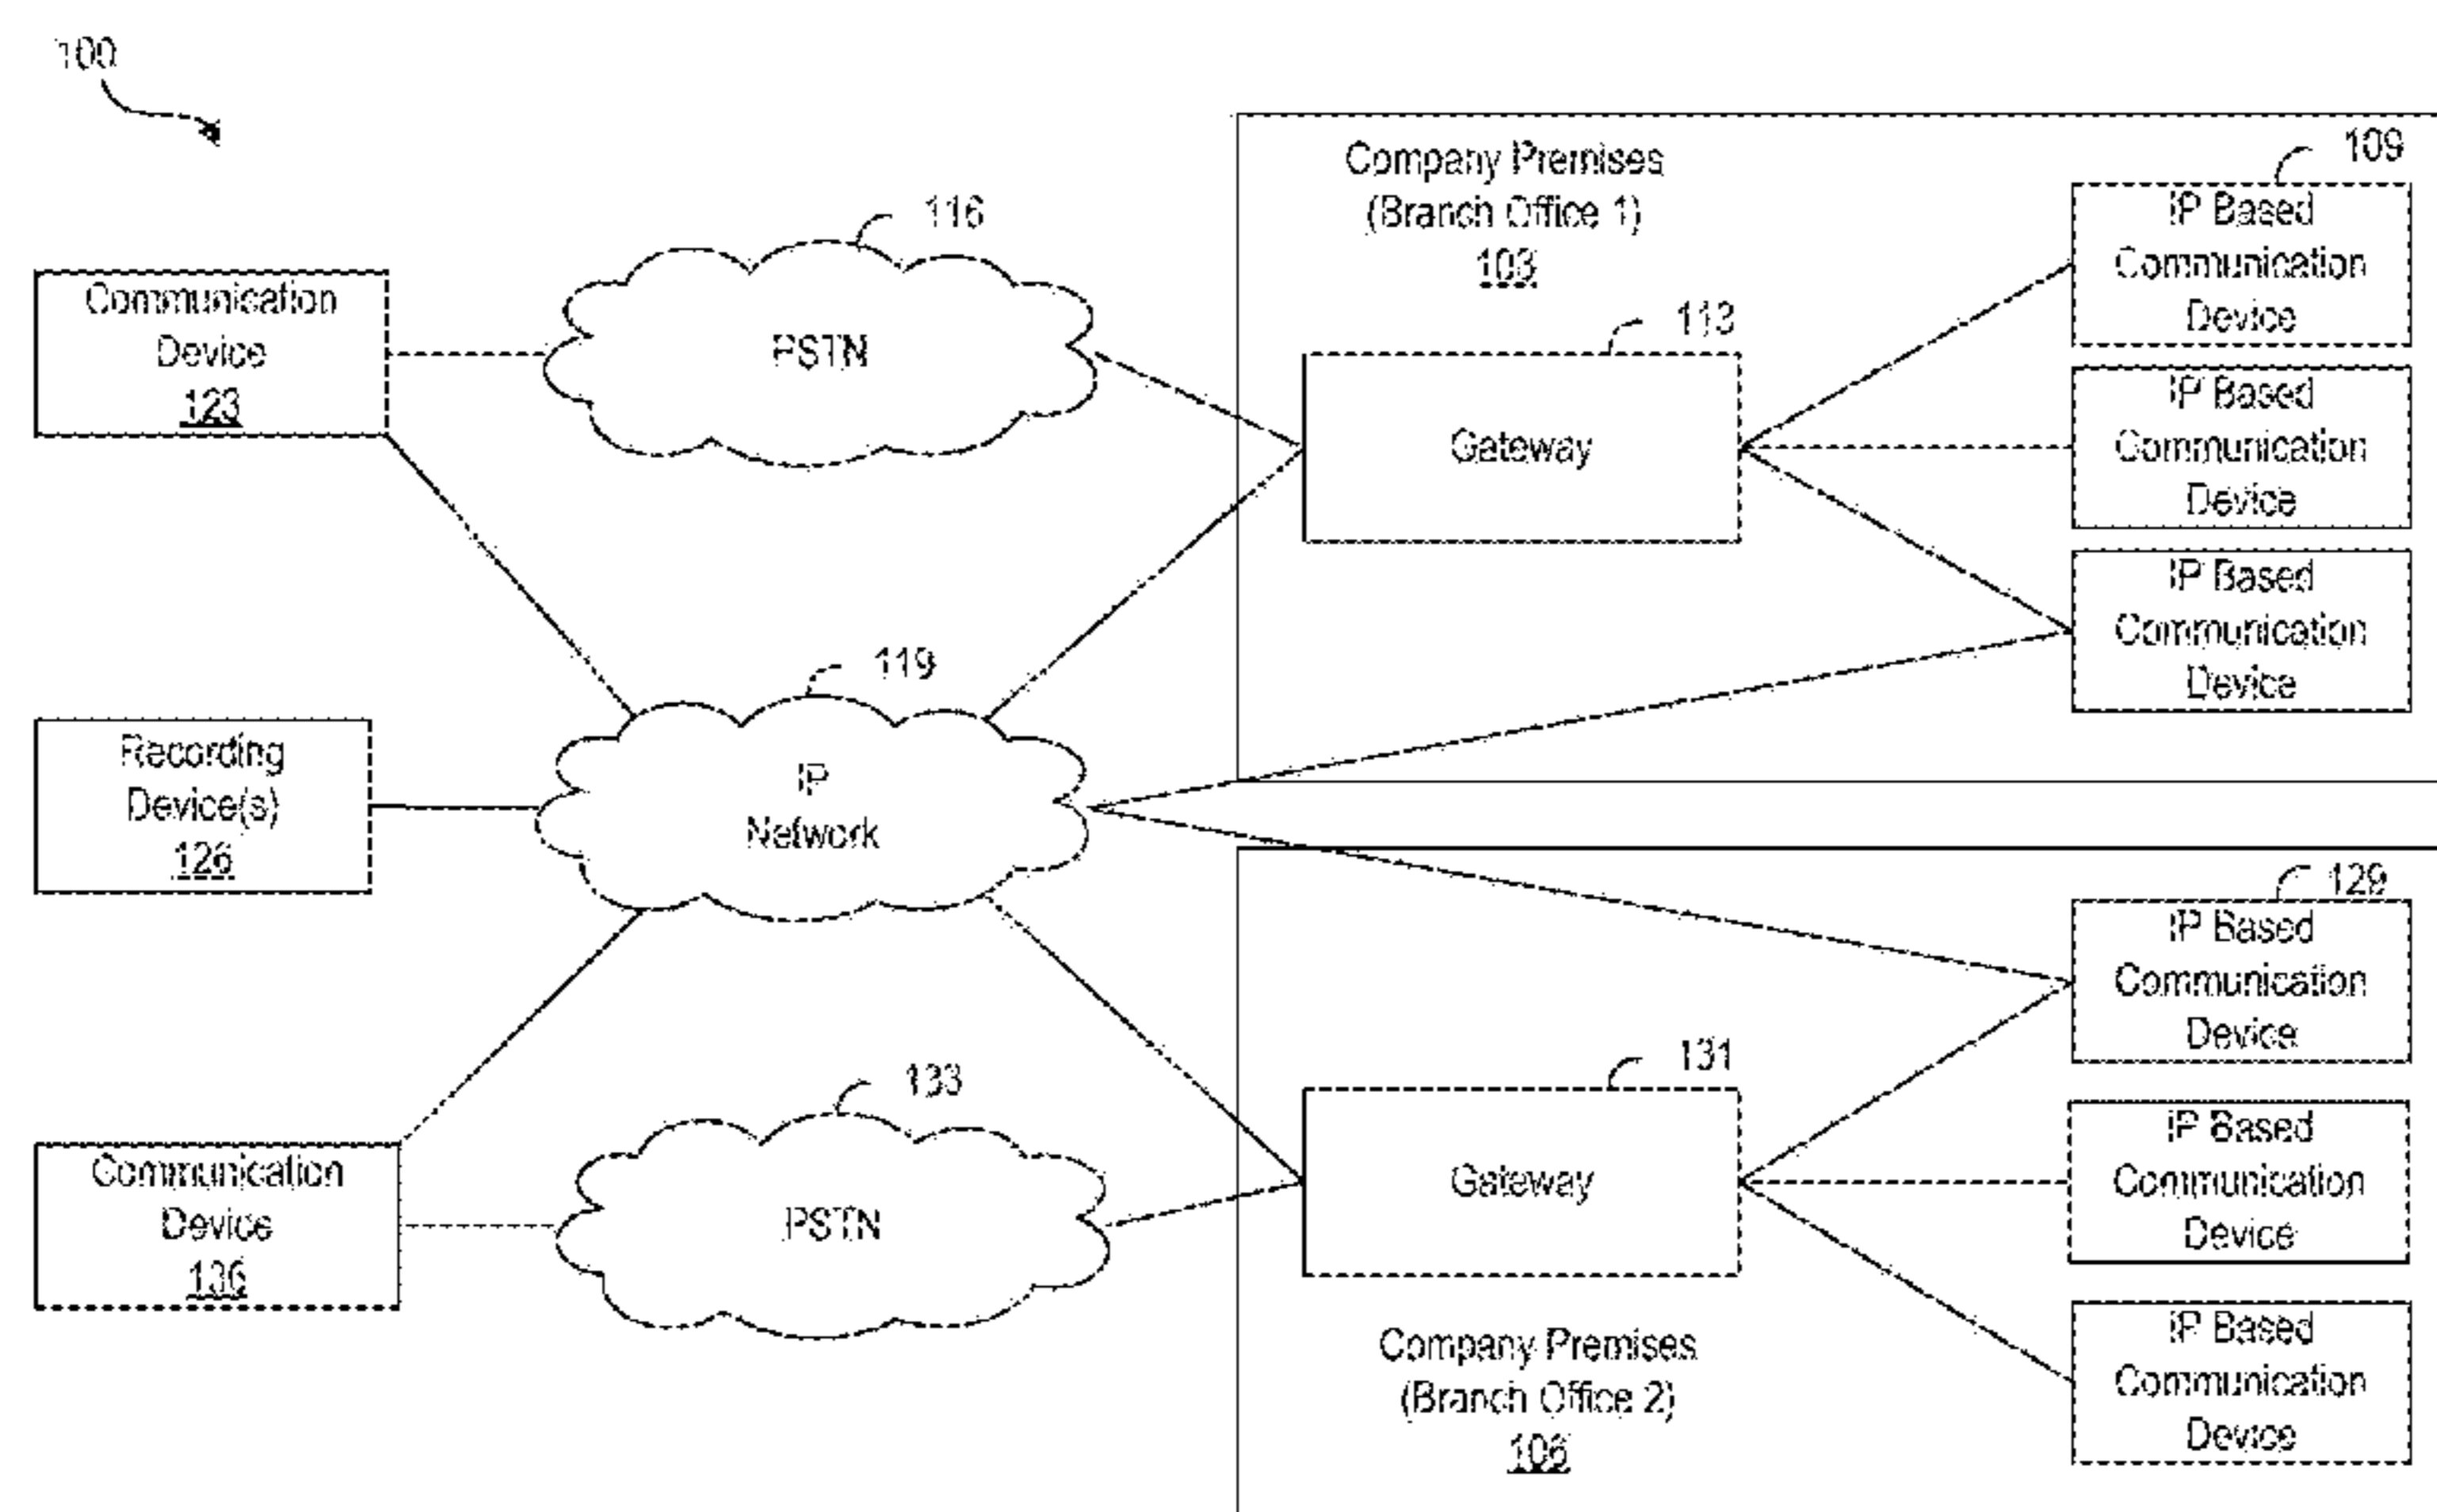 100
116
Communication
Device
123
PSTN
Company Premises
(Branch Office 1)
103
113
Gateway
109
IP Based
Communication
Device
IP Based
Communication
Device
IP Based
Communication
Device
119
Recording
Device(s)
126
IP
Network
129
IP Based
Communication
Device
133
131
Communication
Device
136
PSTN
Gateway
IP Based
Communication
Device
Company Premises
(Branch Office 2)
106
IP Based
Communication
Device